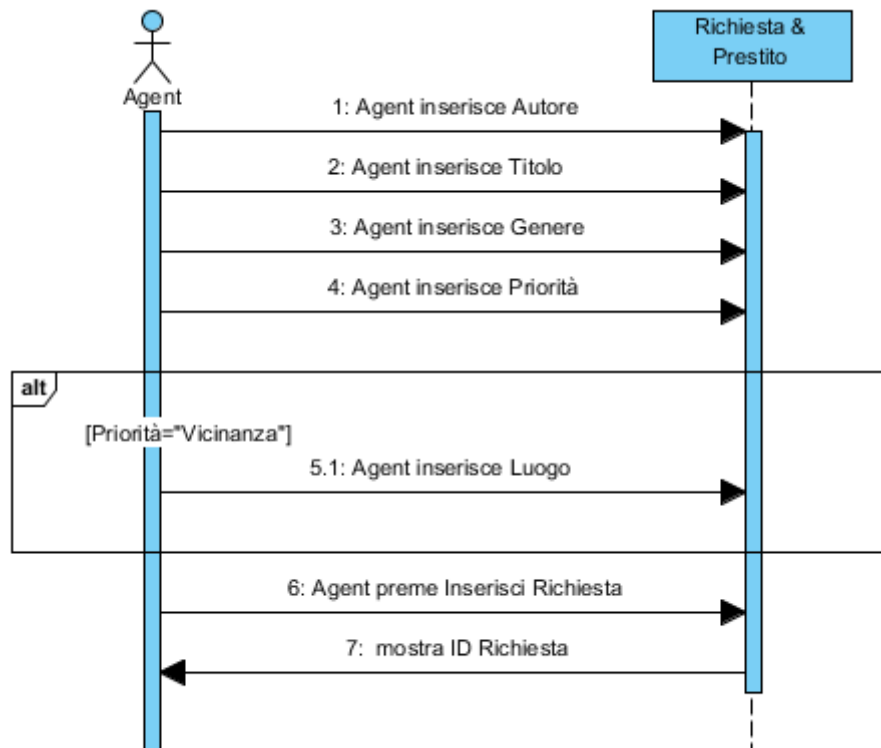 Richiesta &
Prestito
Agent
1: Agent inserisce Autore
2: Agent inserisce Titolo
3: Agent inserisce Genere
4: Agent inserisce Priorità
alt
[Priorità="Vicinanza"]
5.1: Agent inserisce Luogo
6: Agent preme Inserisci Richiesta
7: mostra ID Richiesta